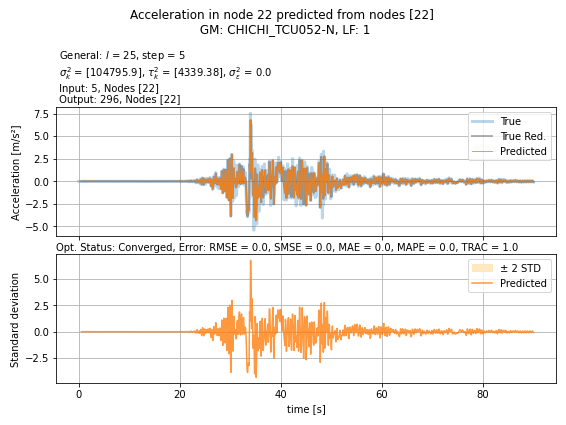 Acceleration in node 22 predicted from nodes [22]
GM: CHICHI_TCU052-N, LF: 1
General: l = 25, step = 5
σ²ₖ = [104795.9], τ²ₖ = [4339.38], σ²ε = 0.0
Input: 5, Nodes [22]
Output: 296, Nodes [22]
Acceleration [m/s²]
7.5
5.0
2.5
0.0
−2.5
−5.0
True
True Red.
Predicted
Opt. Status: Converged, Error: RMSE = 0.0, SMSE = 0.0, MAE = 0.0, MAPE = 0.0, TRAC = 1.0
Standard deviation
5.0
2.5
0.0
−2.5
± 2 STD
Predicted
0 20 40 60 80
time [s]